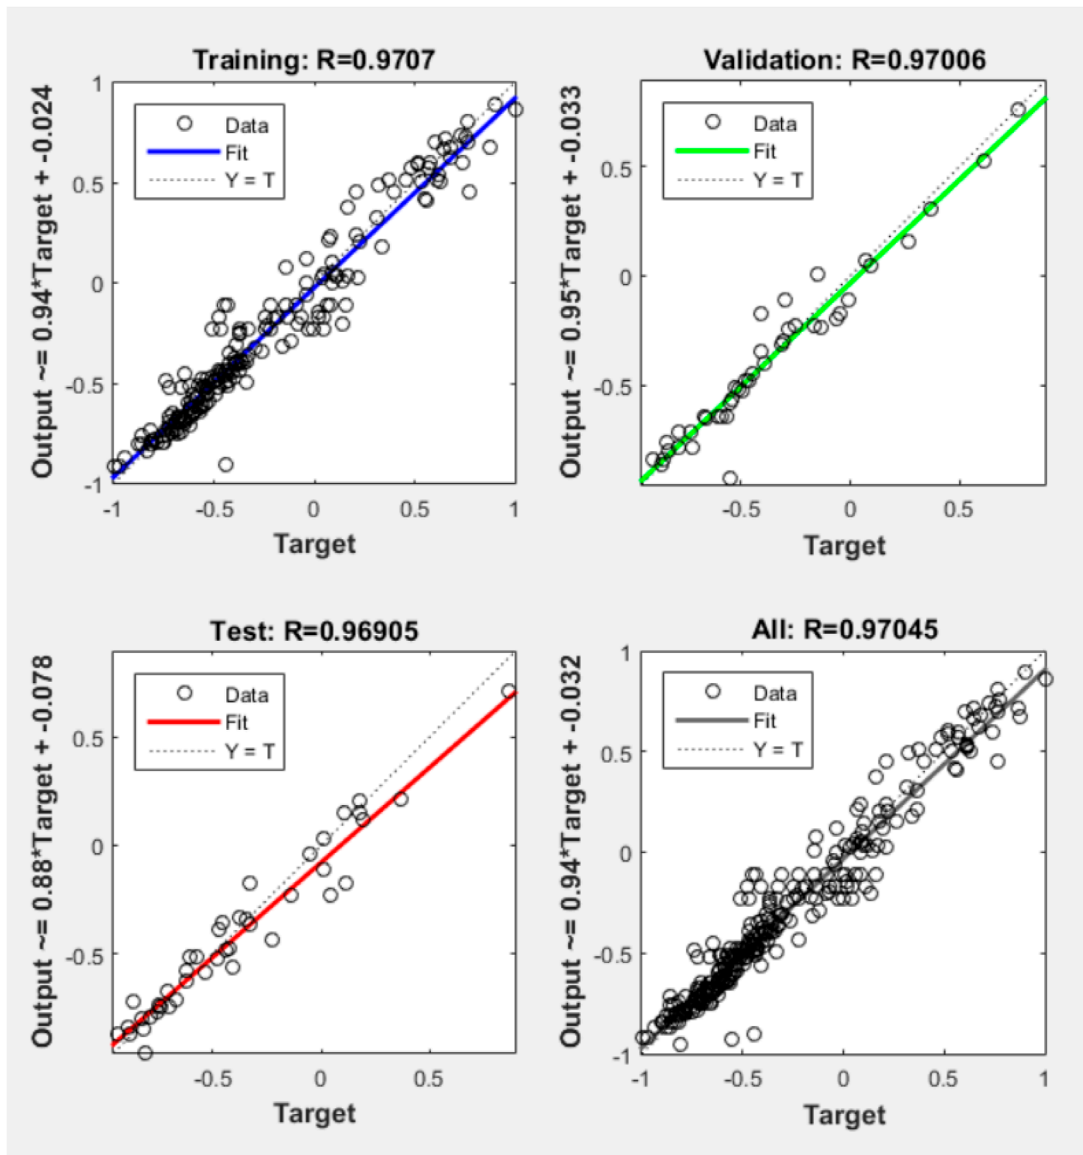 Training: R=0.9707
Output ~= 0.94*Target + -0.024
1
0.5
0
-0.5
-1
Data
Fit
Y = T
-1 -0.5 0 0.5 1
Target
Validation: R=0.97006
Output ~= 0.95*Target + -0.033
0.5
0
-0.5
Data
Fit
Y = T
-0.5 0 0.5
Target
Test: R=0.96905
Output ~= 0.88*Target + -0.078
0.5
0
-0.5
Data
Fit
Y = T
-0.5 0 0.5
Target
All: R=0.97045
Output ~= 0.94*Target + -0.032
1
0.5
0
-0.5
-1
Data
Fit
Y = T
-1 -0.5 0 0.5 1
Target